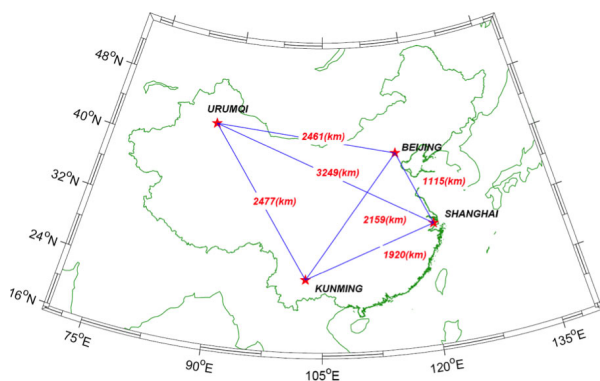 48°N
URUMQI
40°N
2461(km)
BEIJING
3249(km)
1115(km)
32°N
2477(km)
SHANGHAI
2159(km)
24°N
1920(km)
KUNMING
16°N
75°E
90°E
105°E
120°E
135°E